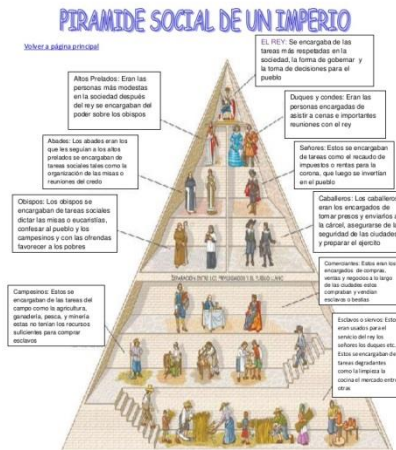 PIRAMIDE SOCIAL DE UN IMPERIO
Volver a página principal
EL REY: Se encargaba de las
tareas más respetadas en la
sociedad, la forma de gobernar y
la toma de decisiones para el
pueblo
Altos Prelados: Eran las
personas más modestas
en la sociedad después
del rey se encargaban del
poder sobre los obispos
Duques y condes: Eran las
personas encargadas de
asistir a cenas e importantes
reuniones con el rey
Abades: Los abades eran los
que les seguían a los altos
prelados se encargaban de
tareas sociales tales como la
organización de las misas o
reuniones del credo
Señores: Estos se encargaban
de tareas como el recaudo de
impuestos o rentas para la
corona, que luego se invertían
en el pueblo
Obispos: Los obispos se
encargaban de tareas sociales
dictar las misas o eucaristías,
confesar al pueblo y los
campesinos y con las ofrendas
favorecer a los pobres
Caballeros: Los caballeros
eran los encargados de
tomar presos y enviarlos a
la cárcel, asegurarse de la
seguridad de las ciudades
y preparar el ejercito
Comerciantes: Estos eran los
encargados de compras,
ventas y negocios a lo largo
de las ciudades estos
compraban y vendían
esclavos o bestias
Campesinos: Estos se
encargaban de las tareas del
campo como la agricultura,
ganadería, pesca, y minería
estas no tenían los recursos
suficientes para comprar
esclavos
Esclavos o siervos: Estos
eran usados para el
servicio del rey los
señores los duques etc.
Estos se encargaban de
tareas degradantes
como la limpieza la
cocina el mercado entre
otras